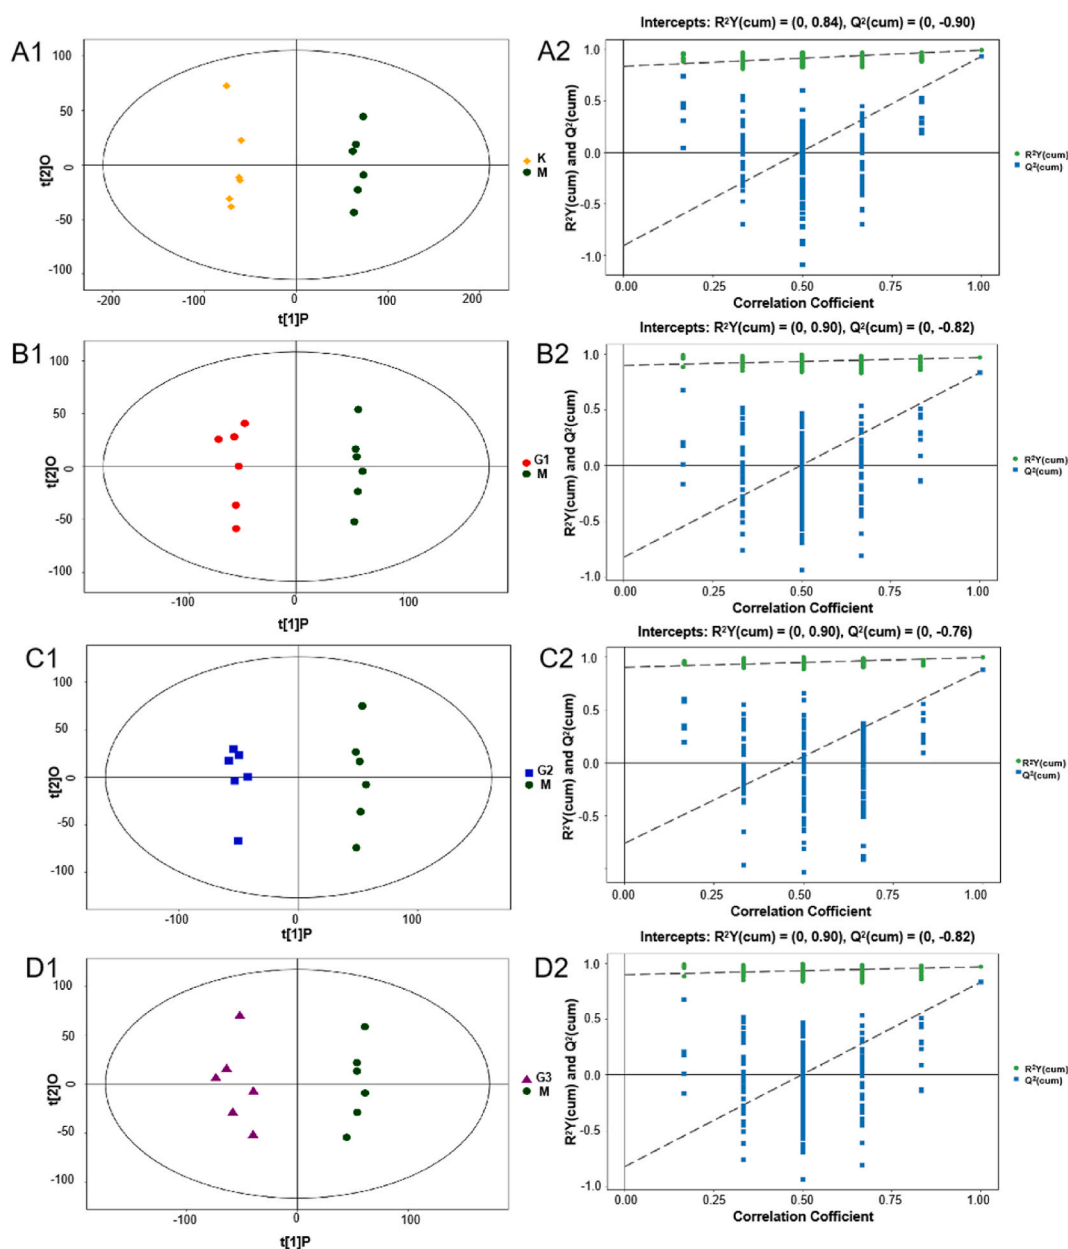 A1
100
50
0
-50
-100
t[2]O
-200
-100
0
100
200
t[1]P
K
M
Intercepts: R²Y(cum) = (0, 0.84), Q²(cum) = (0, -0.90)
A2
1.0
0.5
0.0
-0.5
-1.0
R²Y(cum) and Q²(cum)
0.00
0.25
0.50
0.75
1.00
Correlation Cofficient
R²Y(cum)
Q²(cum)
B1
100
50
0
-50
-100
t[2]O
-100
0
100
t[1]P
G1
M
Intercepts: R²Y(cum) = (0, 0.90), Q²(cum) = (0, -0.82)
B2
1.0
0.5
0.0
-0.5
-1.0
R²Y(cum) and Q²(cum)
0.00
0.25
0.50
0.75
1.00
Correlation Cofficient
R²Y(cum)
Q²(cum)
C1
100
50
0
-50
-100
t[2]O
-100
0
100
t[1]P
G2
M
Intercepts: R²Y(cum) = (0, 0.90), Q²(cum) = (0, -0.76)
C2
1.0
0.5
0.0
-0.5
R²Y(cum) and Q²(cum)
0.00
0.25
0.50
0.75
1.00
Correlation Cofficient
R²Y(cum)
Q²(cum)
D1
100
50
0
-50
-100
t[2]O
-100
0
100
t[1]P
G3
M
Intercepts: R²Y(cum) = (0, 0.90), Q²(cum) = (0, -0.82)
D2
1.0
0.5
0.0
-0.5
-1.0
R²Y(cum) and Q²(cum)
0.00
0.25
0.50
0.75
1.00
Correlation Cofficient
R²Y(cum)
Q²(cum)